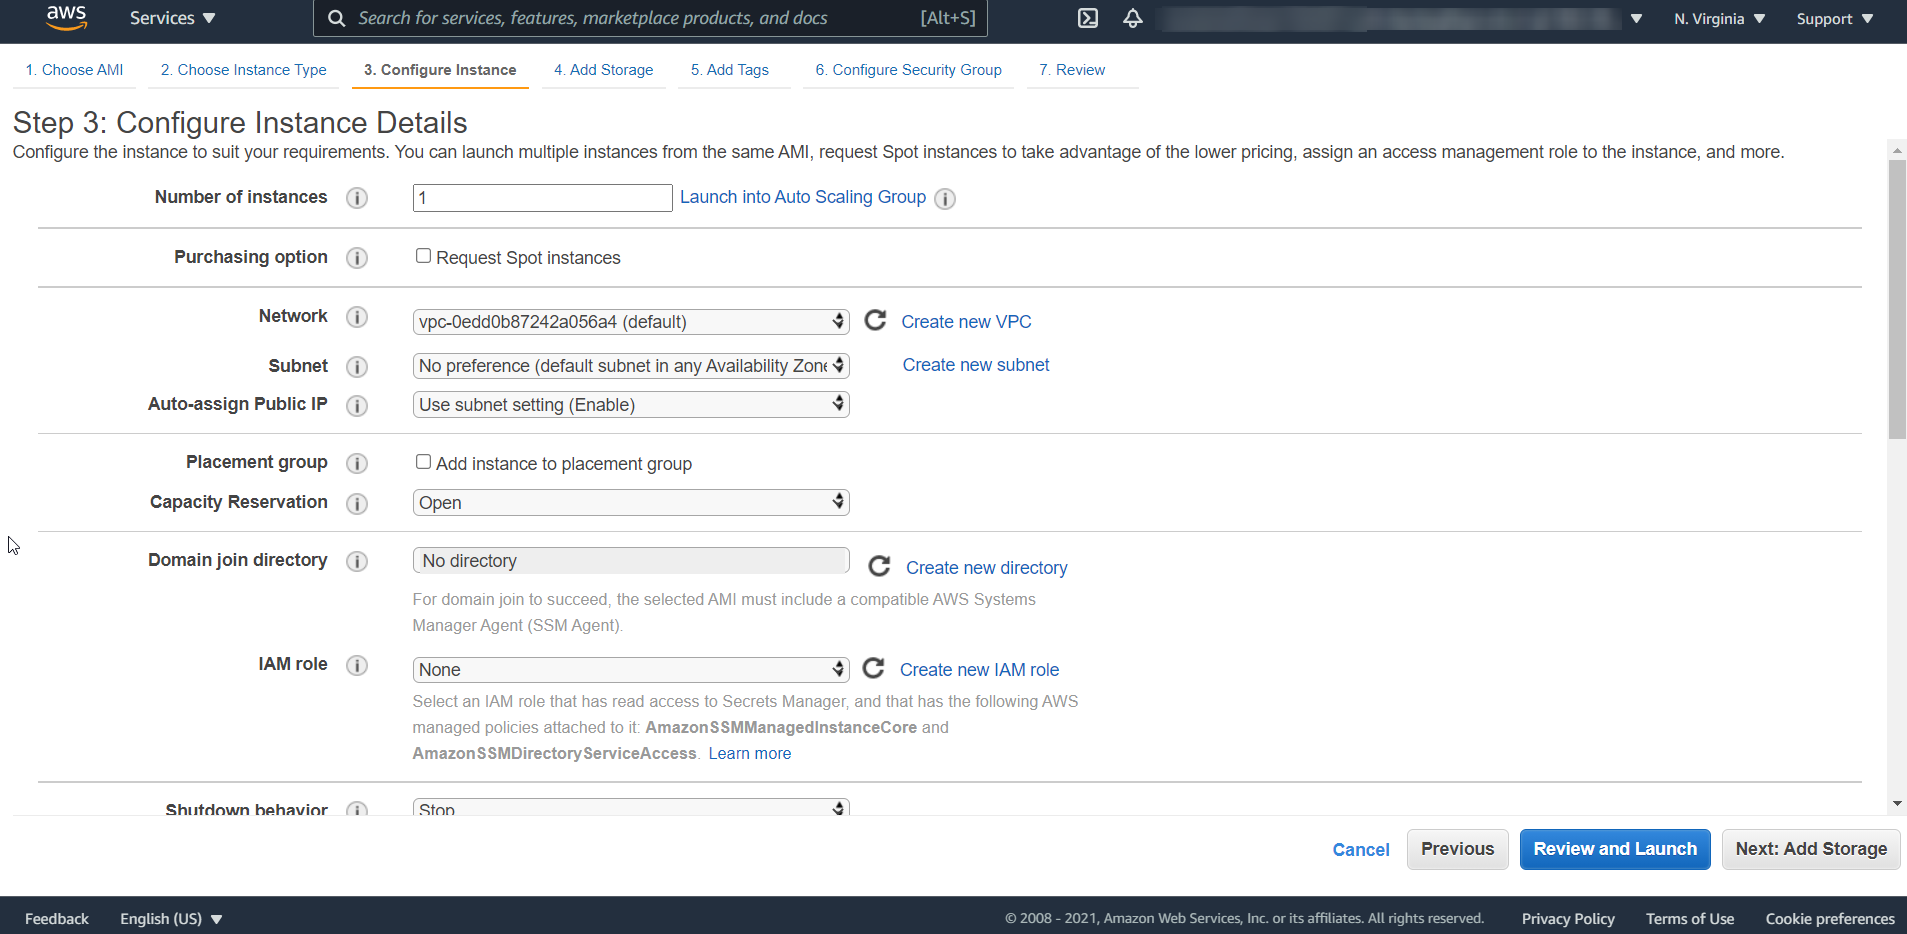 aws Services Search for services, features, marketplace products, and docs [Alt+S] N. Virginia Support
1. Choose AMI 2. Choose Instance Type 3. Configure Instance 4. Add Storage 5. Add Tags 6. Configure Security Group 7. Review
Step 3: Configure Instance Details
Configure the instance to suit your requirements. You can launch multiple instances from the same AMI, request Spot instances to take advantage of the lower pricing, assign an access management role to the instance, and more.
Number of instances i 1 Launch into Auto Scaling Group i
Purchasing option i Request Spot instances
Network i vpc-0edd0b87242a056a4 (default) Create new VPC
Subnet i No preference (default subnet in any Availability Zone Create new subnet
Auto-assign Public IP i Use subnet setting (Enable)
Placement group i Add instance to placement group
Capacity Reservation i Open
Domain join directory i No directory Create new directory
For domain join to succeed, the selected AMI must include a compatible AWS Systems
Manager Agent (SSM Agent).
IAM role i None Create new IAM role
Select an IAM role that has read access to Secrets Manager, and that has the following AWS
managed policies attached to it: AmazonSSMManagedInstanceCore and
AmazonSSMDirectoryServiceAccess. Learn more
Shutdown behavior i Stop
Cancel Previous Review and Launch Next: Add Storage
Feedback English (US) © 2008 - 2021, Amazon Web Services, Inc. or its affiliates. All rights reserved. Privacy Policy Terms of Use Cookie preferences